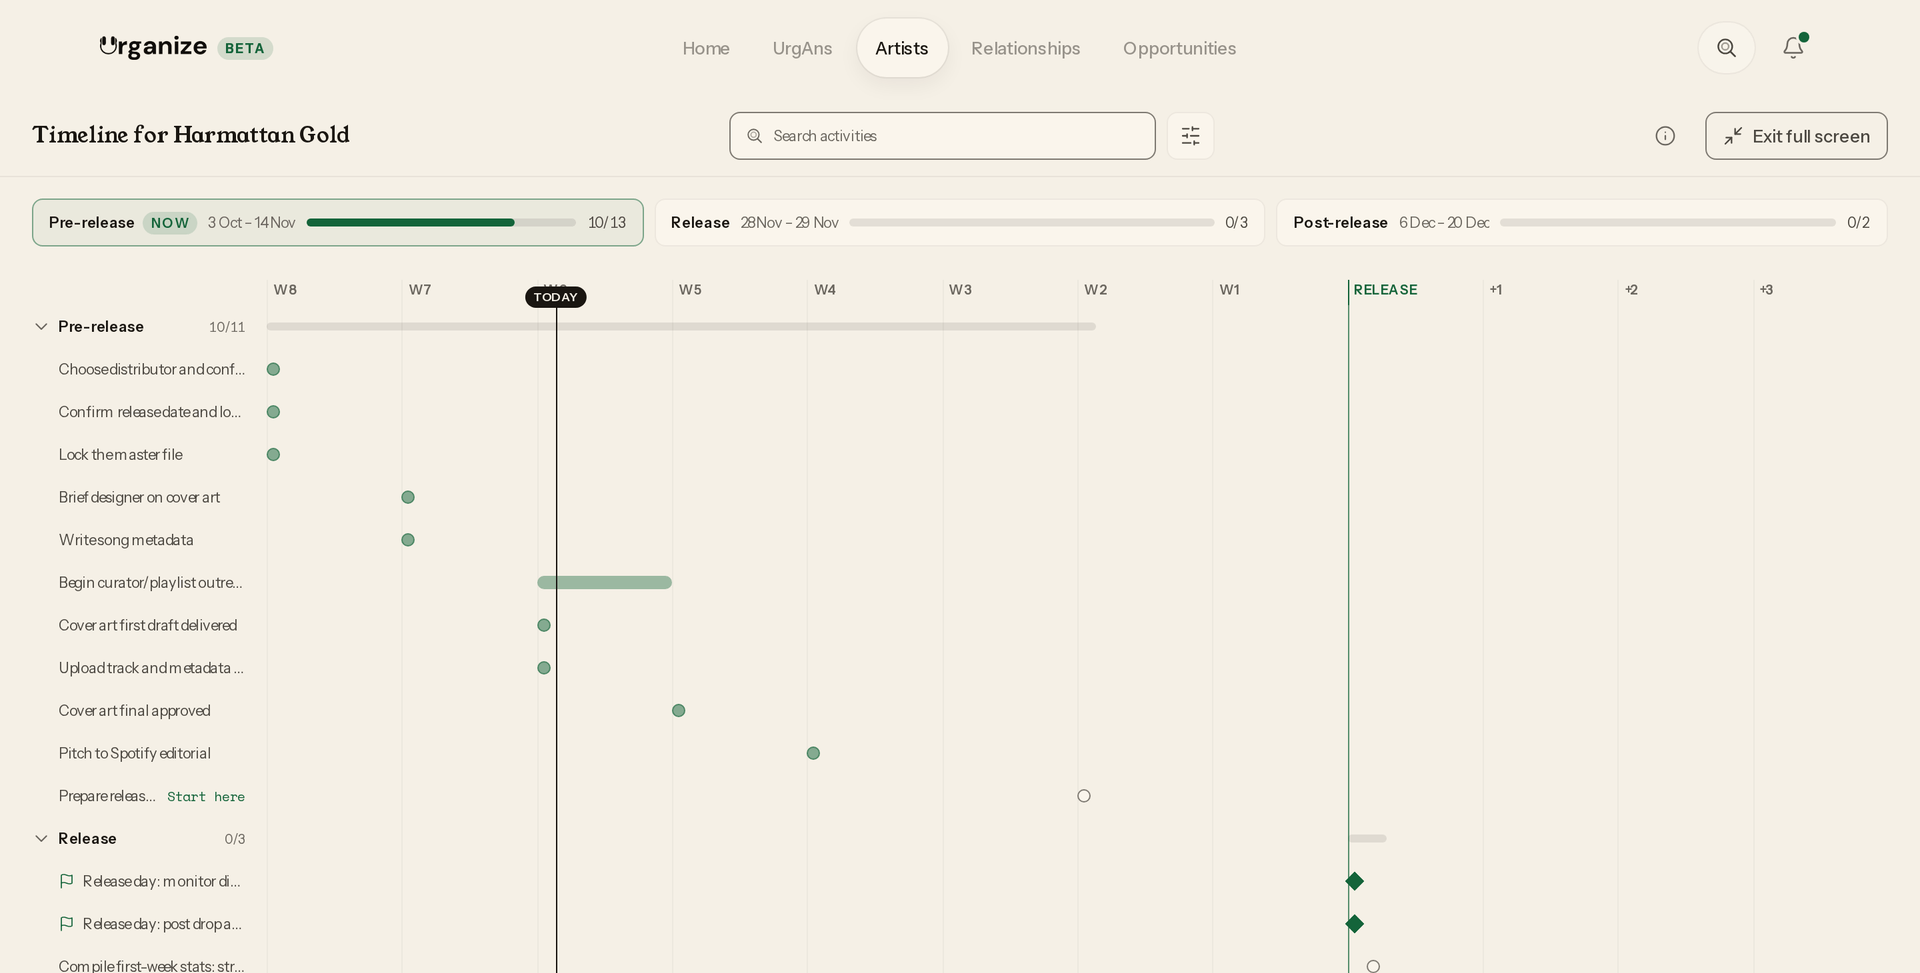 Urganize BETA
Home UrgAns Artists Relationships Opportunities
Timeline for Harmattan Gold
Search activities
Exit full screen
Pre-release NOW 3 Oct – 14 Nov 10/13
Release 28 Nov – 29 Nov 0/3
Post-release 6 Dec – 20 Dec 0/2
W8 W7 TODAY W5 W4 W3 W2 W1 RELEASE +1 +2 +3
Pre-release 10/11
Choose distributor and conf...
Confirm release date and lo...
Lock the master file
Brief designer on cover art
Write song metadata
Begin curator/playlist outre...
Cover art first draft delivered
Upload track and metadata ...
Cover art final approved
Pitch to Spotify editorial
Prepare releas... Start here
Release 0/3
Release day: monitor di...
Release day: post drop a...
Compile first-week stats: str...